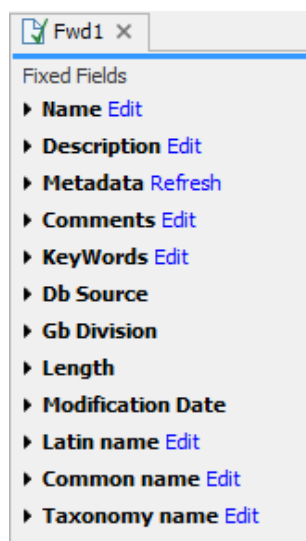 Fwd1
Fixed Fields
Name Edit
Description Edit
Metadata Refresh
Comments Edit
KeyWords Edit
Db Source
Gb Division
Length
Modification Date
Latin name Edit
Common name Edit
Taxonomy name Edit